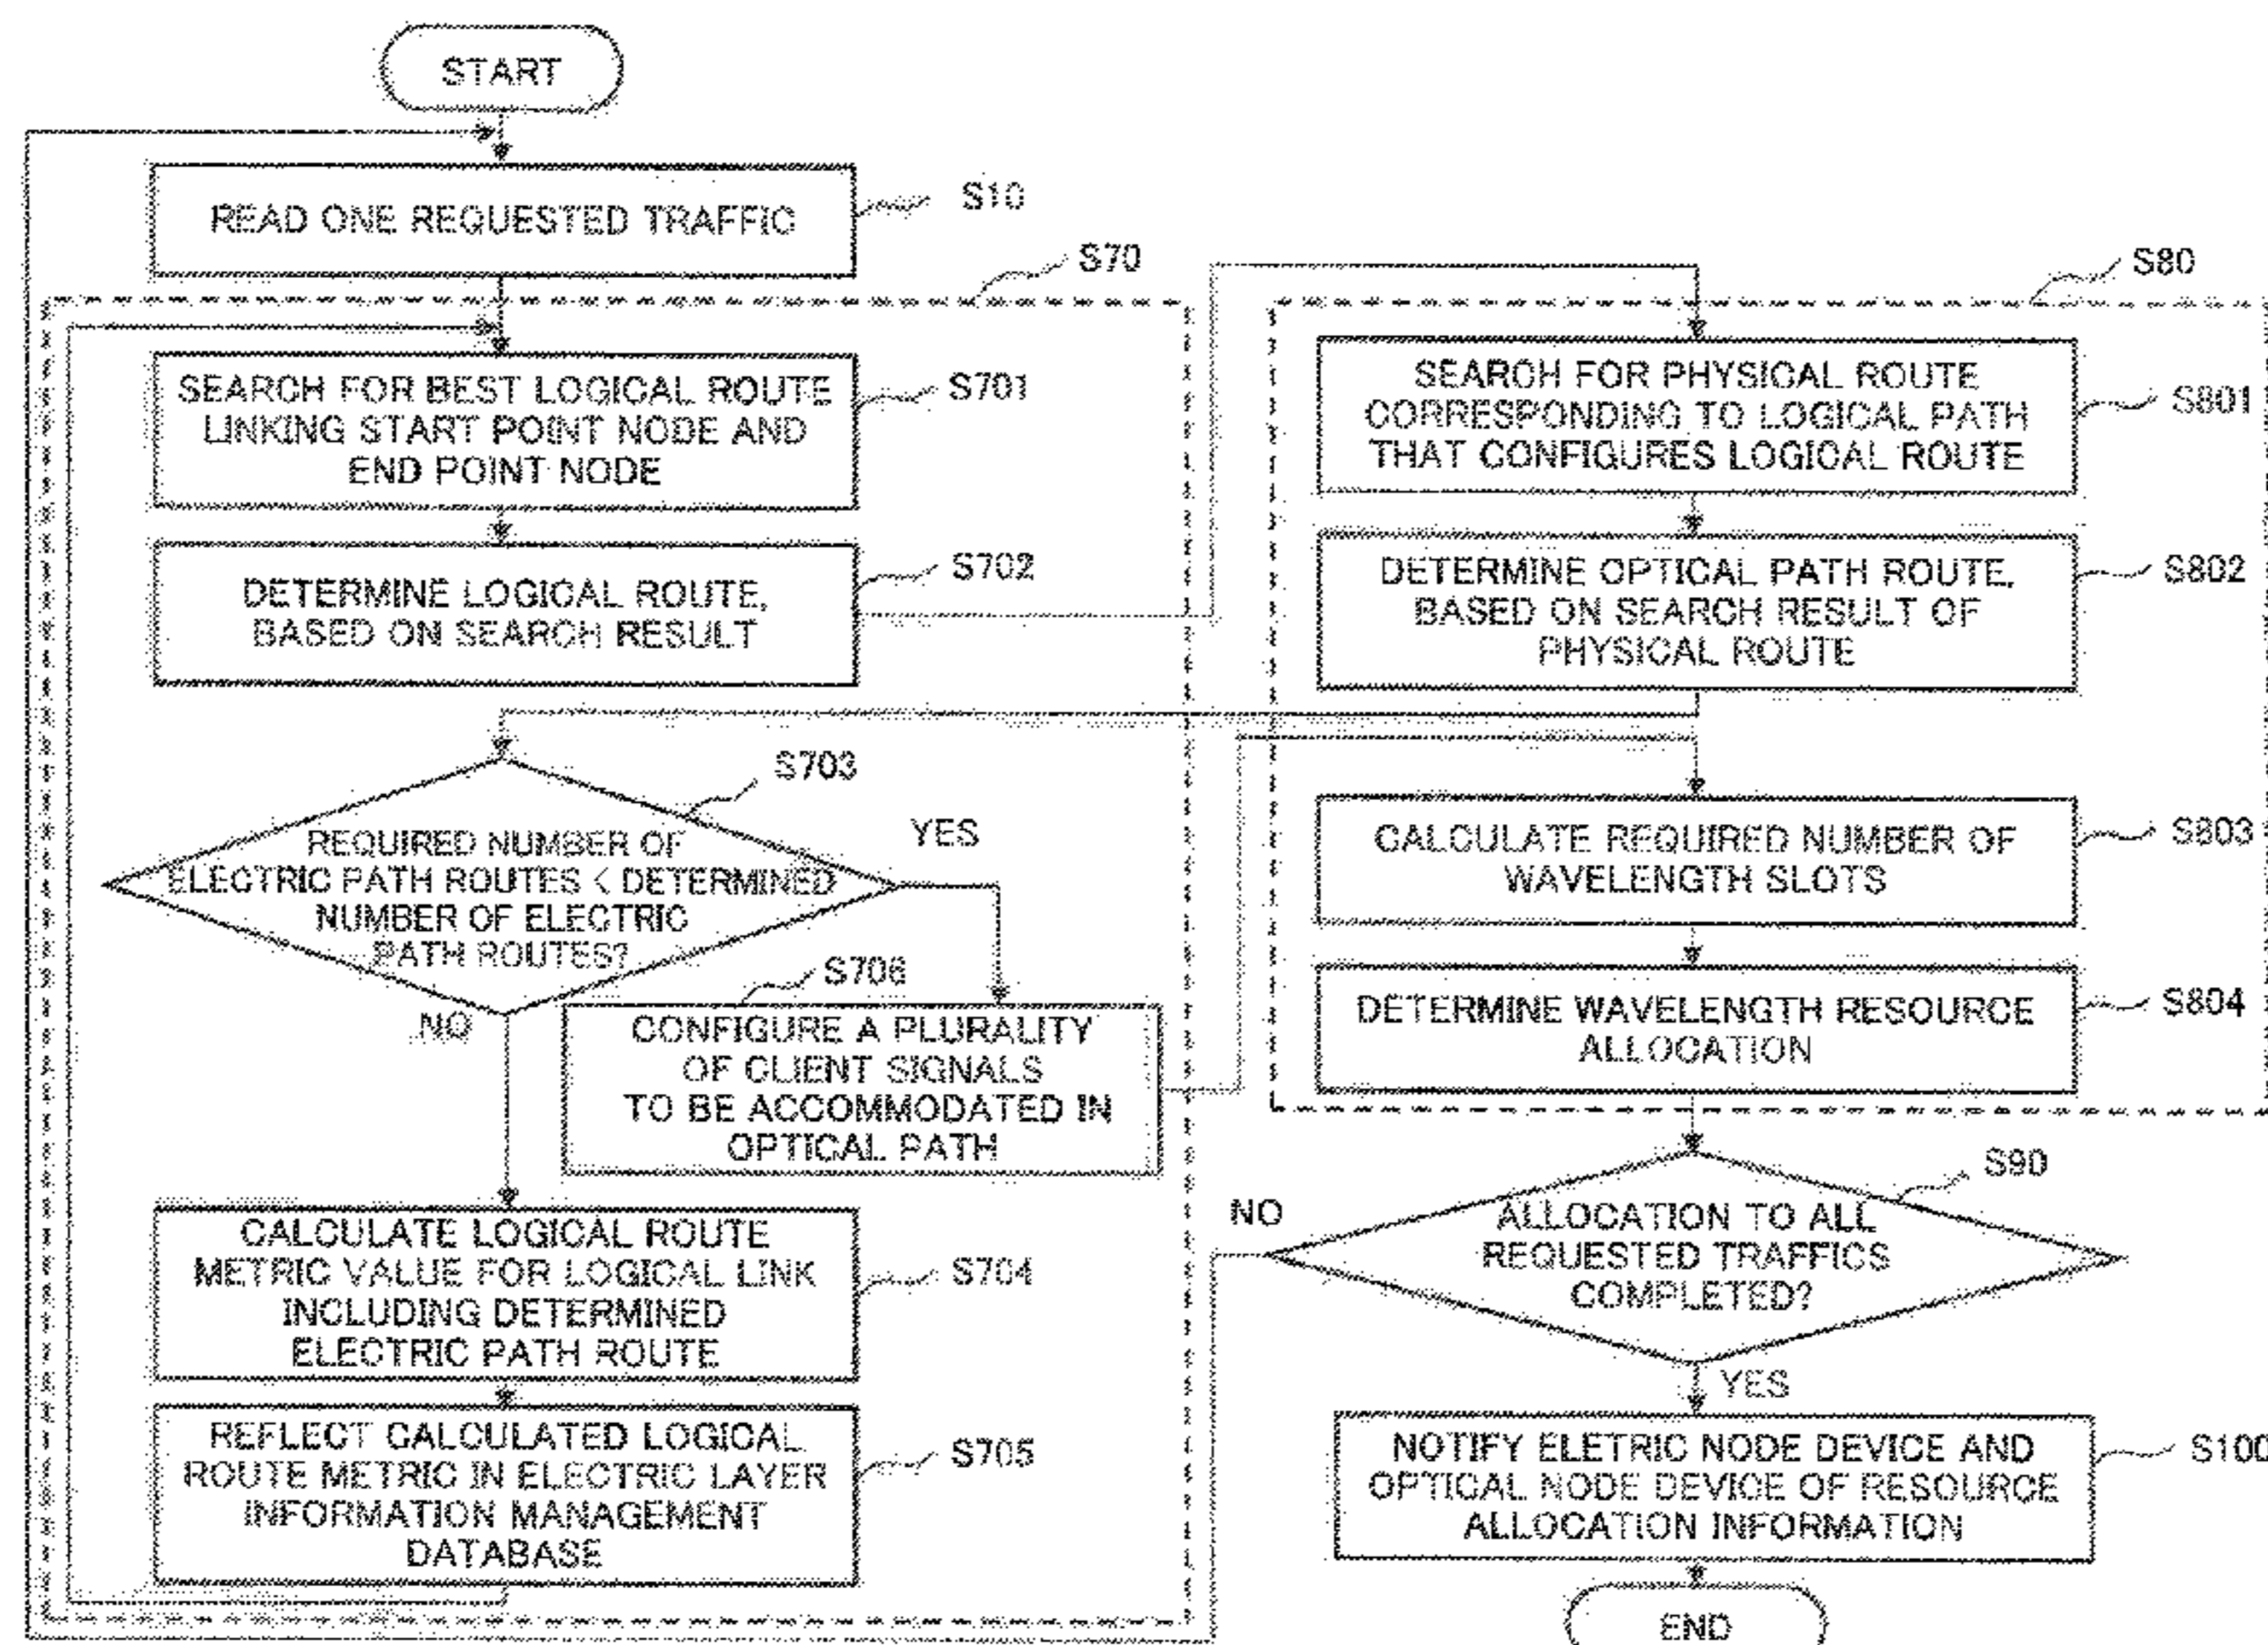 START
READ ONE REQUESTED TRAFFIC
S10
S70
SEARCH FOR BEST LOGICAL ROUTE
LINKING START POINT NODE AND
END POINT NODE
S701
DETERMINE LOGICAL ROUTE,
BASED ON SEARCH RESULT
S702
S80
SEARCH FOR PHYSICAL ROUTE
CORRESPONDING TO LOGICAL PATH
THAT CONFIGURES LOGICAL ROUTE
S801
DETERMINE OPTICAL PATH ROUTE,
BASED ON SEARCH RESULT OF
PHYSICAL ROUTE
S802
S703
REQUIRED NUMBER OF
ELECTRIC PATH ROUTES < DETERMINED
NUMBER OF ELECTRIC
PATH ROUTES?
YES
NO
S706
CONFIGURE A PLURALITY
OF CLIENT SIGNALS
TO BE ACCOMMODATED IN
OPTICAL PATH
CALCULATE REQUIRED NUMBER OF
WAVELENGTH SLOTS
S803
DETERMINE WAVELENGTH RESOURCE
ALLOCATION
S804
CALCULATE LOGICAL ROUTE
METRIC VALUE FOR LOGICAL LINK
INCLUDING DETERMINED
ELECTRIC PATH ROUTE
S704
REFLECT CALCULATED LOGICAL
ROUTE METRIC IN ELECTRIC LAYER
INFORMATION MANAGEMENT
DATABASE
S705
S90
NO
ALLOCATION TO ALL
REQUESTED TRAFFICS
COMPLETED?
YES
NOTIFY ELETRIC NODE DEVICE AND
OPTICAL NODE DEVICE OF RESOURCE
ALLOCATION INFORMATION
S100
END